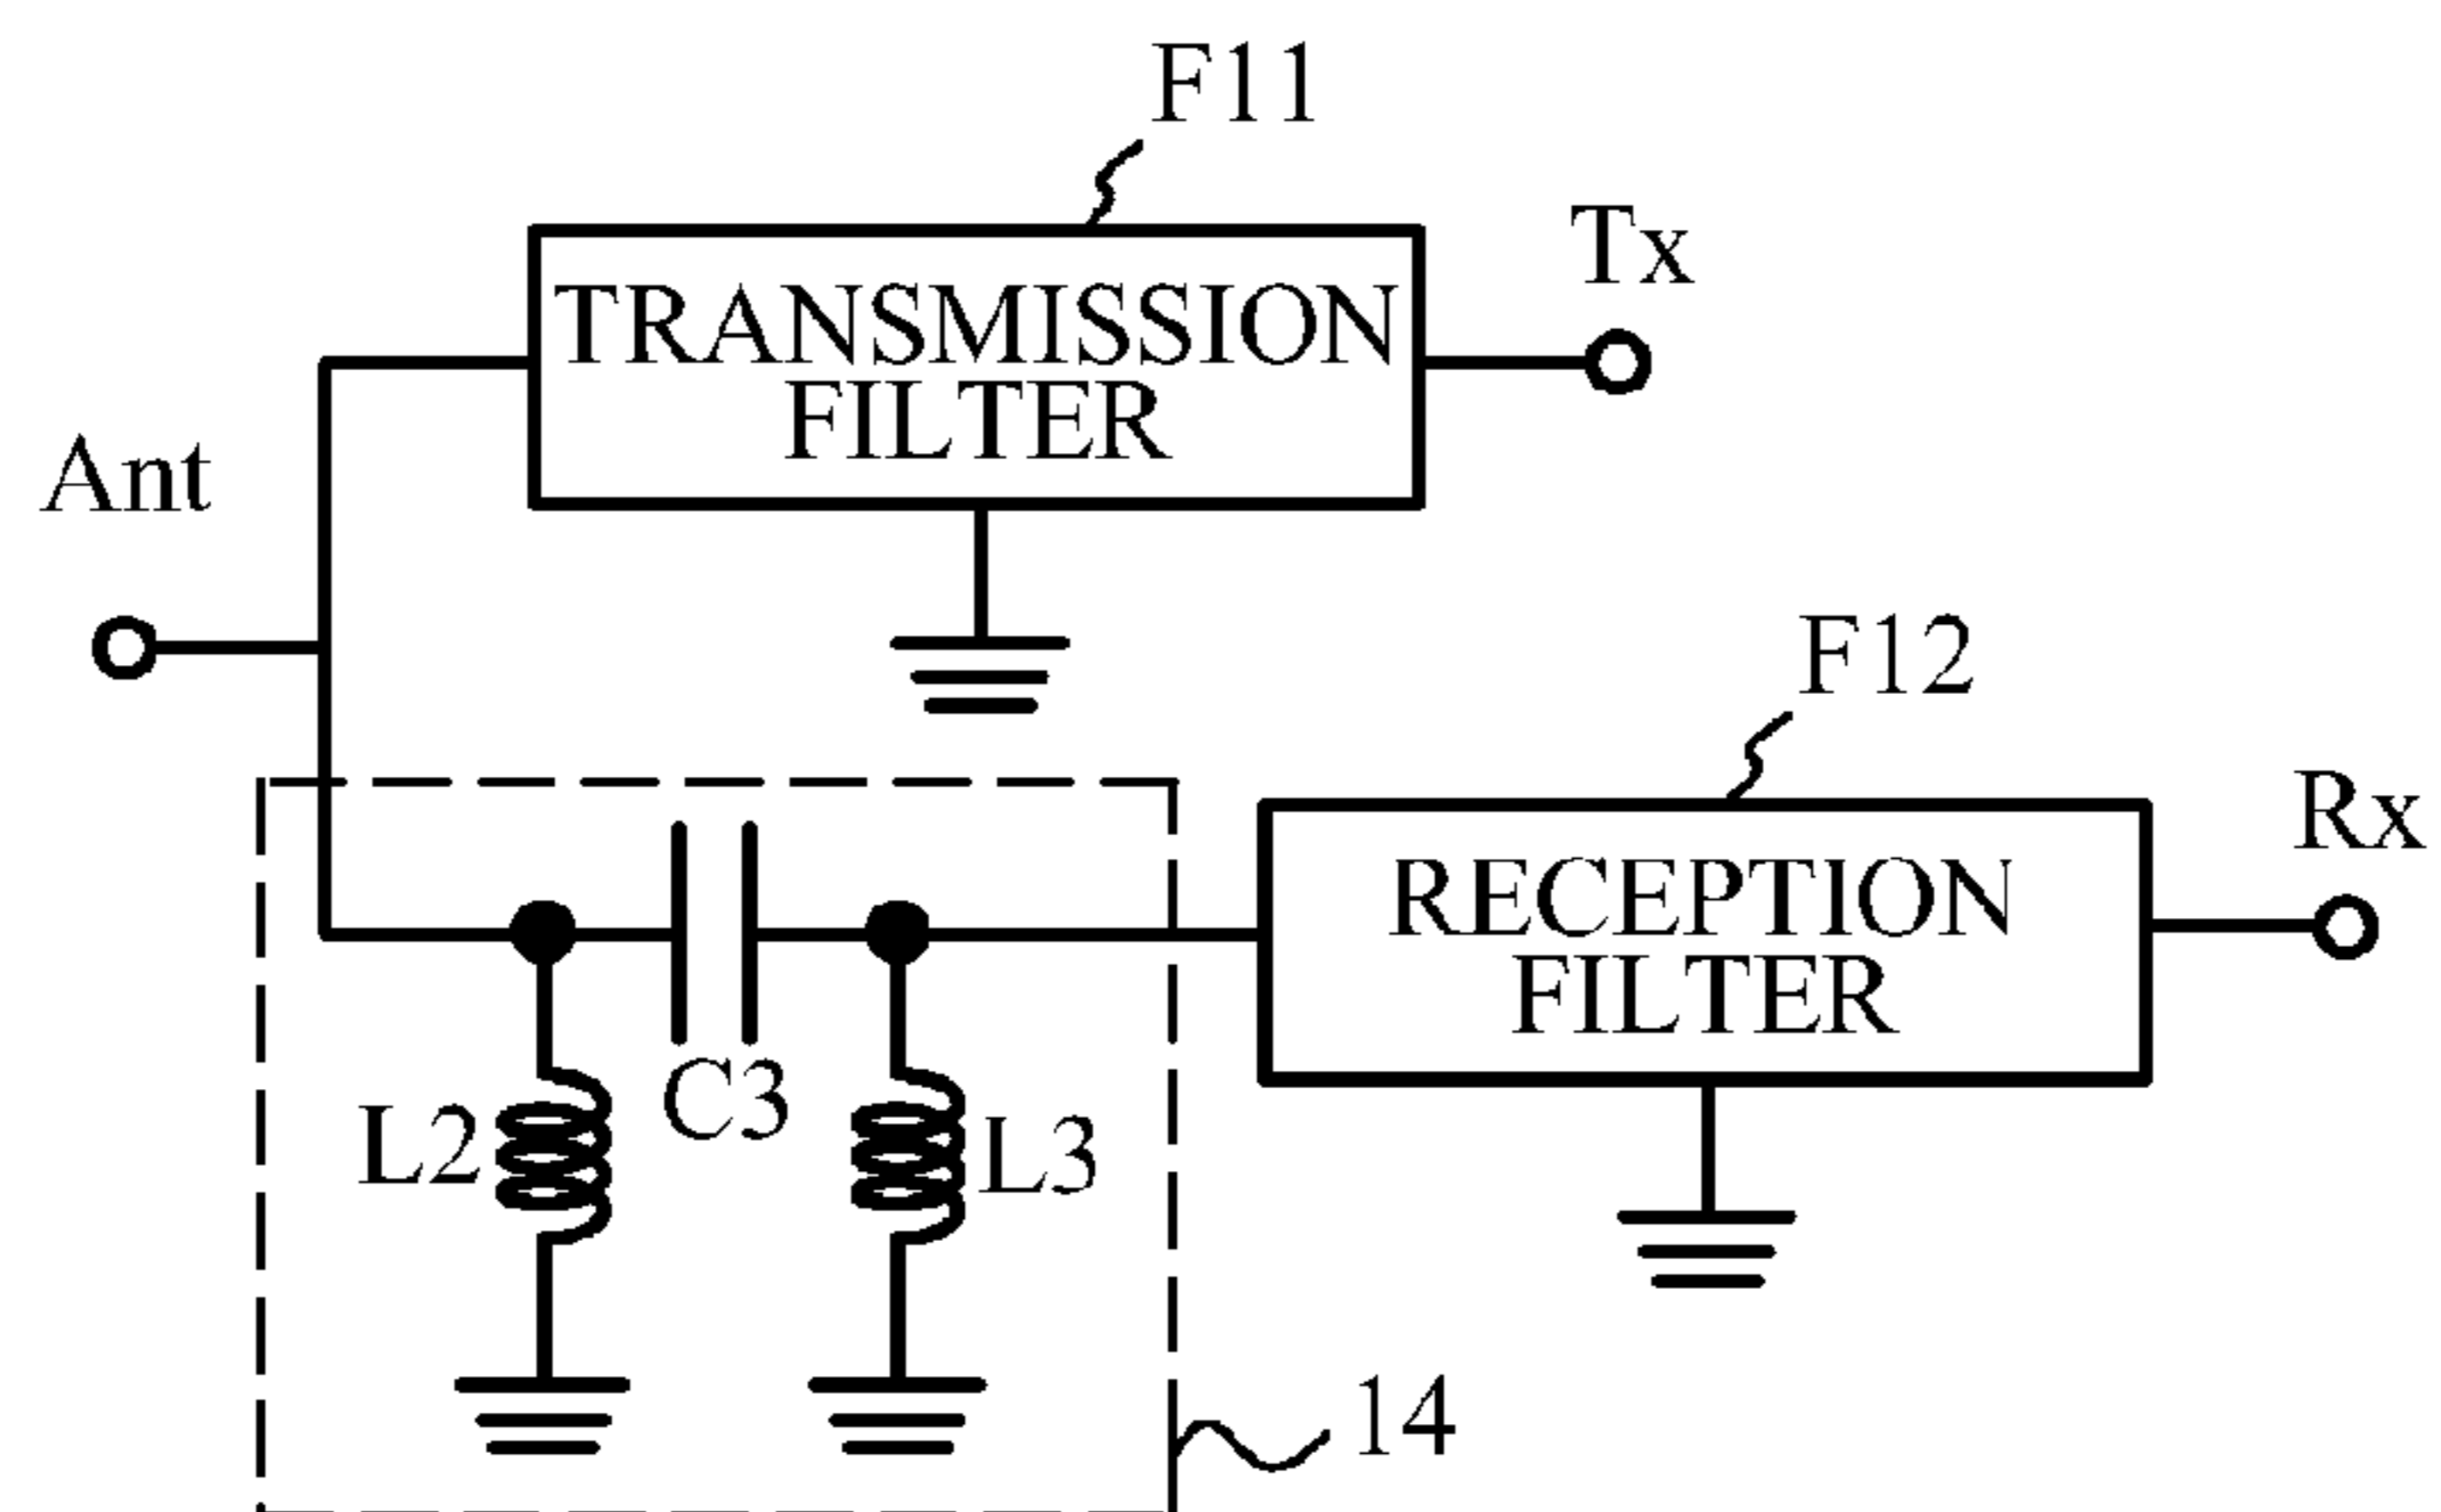 F11
Tx
TRANSMISSION
FILTER
Ant
F12
Rx
RECEPTION
FILTER
C3
L2
L3
14